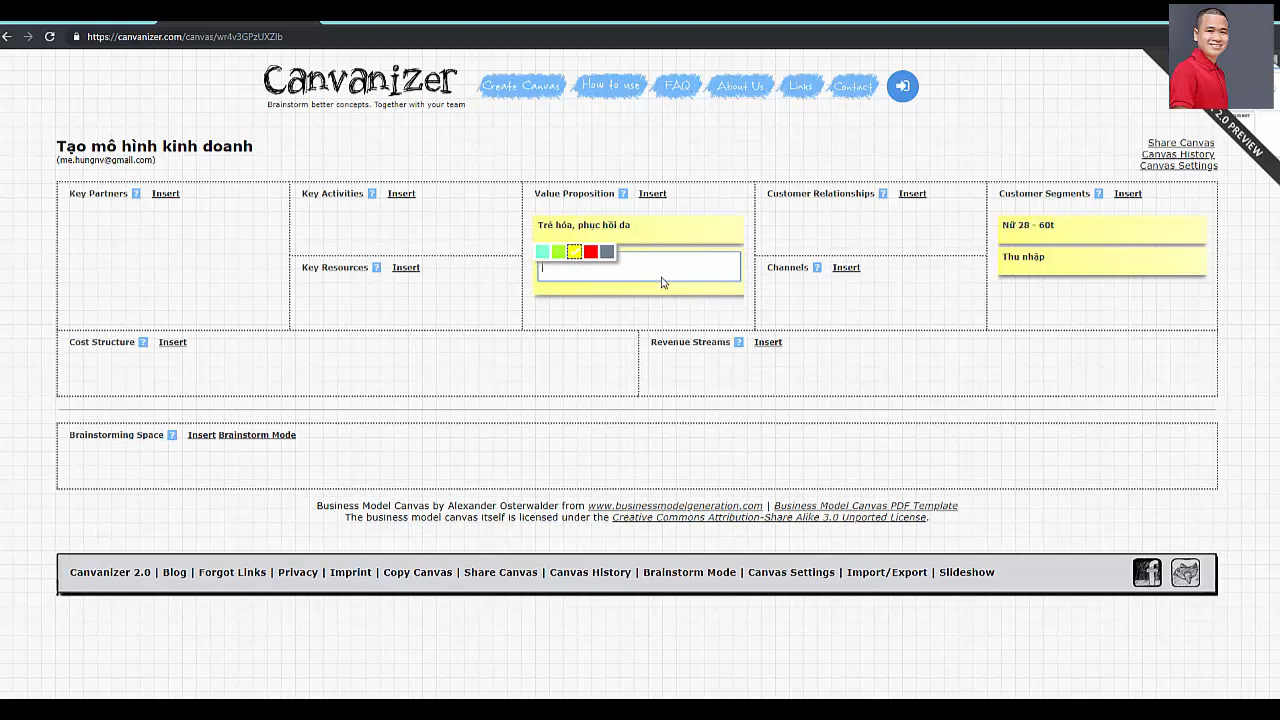 https://canvanizer.com/canvas/wr4v3GPzUXZIb
Canvanizer
Brainstorm better concepts. Together with your team
Create Canvas
How to use
FAQ
About Us
Links
Contact
2.0 PREVIEW
Tạo mô hình kinh doanh
(me.hungnv@gmail.com)
Share Canvas
Canvas History
Canvas Settings
Key Partners ? Insert
Key Activities ? Insert
Value Proposition ? Insert
Customer Relationships ? Insert
Customer Segments ? Insert
Trẻ hóa, phục hồi da
Nữ 28 - 60t
Thu nhập
Key Resources ? Insert
Channels ? Insert
Cost Structure ? Insert
Revenue Streams ? Insert
Brainstorming Space ? Insert Brainstorm Mode
Business Model Canvas by Alexander Osterwalder from www.businessmodelgeneration.com | Business Model Canvas PDF Template
The business model canvas itself is licensed under the Creative Commons Attribution-Share Alike 3.0 Unported License.
Canvanizer 2.0 | Blog | Forgot Links | Privacy | Imprint | Copy Canvas | Share Canvas | Canvas History | Brainstorm Mode | Canvas Settings | Import/Export | Slideshow